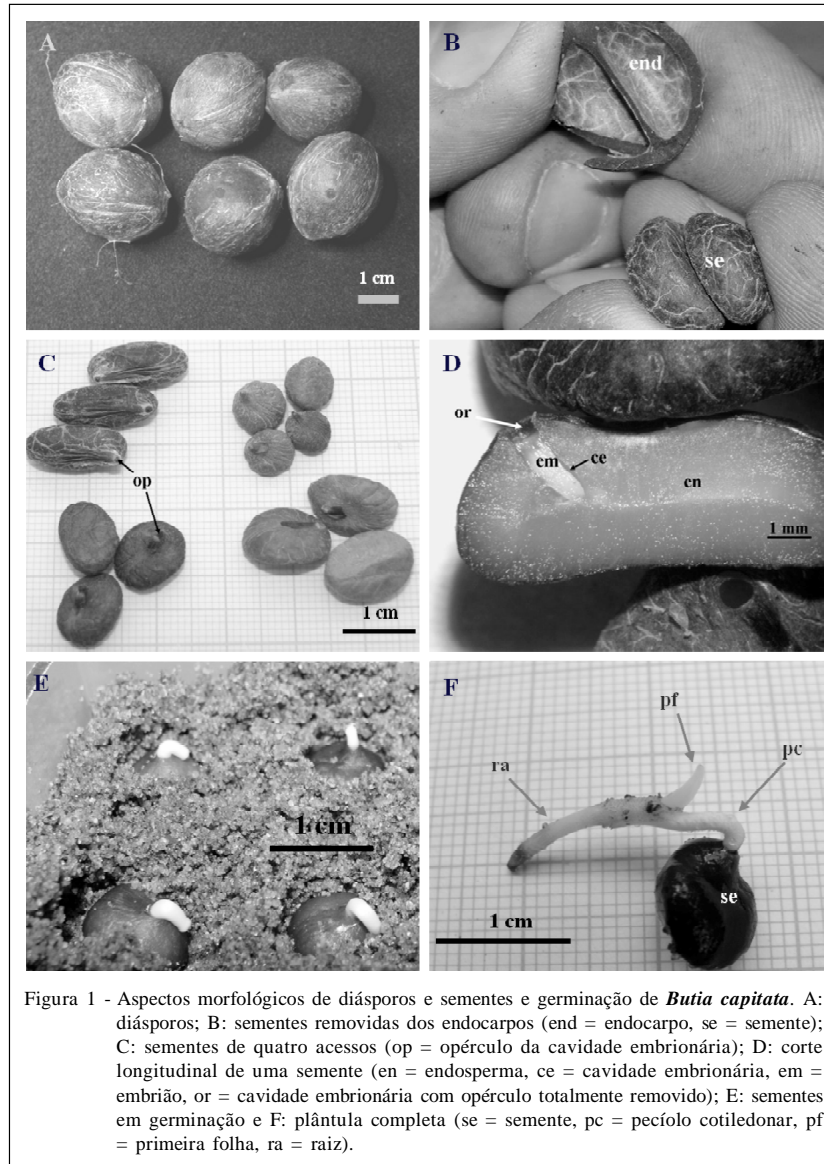 A
1 cm
B
end
se
C
op
1 cm
D
or
em
ce
en
1 mm
E
1 cm
F
pf
pc
ra
se
1 cm
Figura 1 - Aspectos morfológicos de diásporos e sementes e germinação de Butia capitata. A:
diásporos; B: sementes removidas dos endocarpos (end = endocarpo, se = semente);
C: sementes de quatro acessos (op = opérculo da cavidade embrionária); D: corte
longitudinal de uma semente (en = endosperma, ce = cavidade embrionária, em =
embrião, or = cavidade embrionária com opérculo totalmente removido); E: sementes
em germinação e F: plântula completa (se = semente, pc = pecíolo cotiledonar, pf
= primeira folha, ra = raiz).